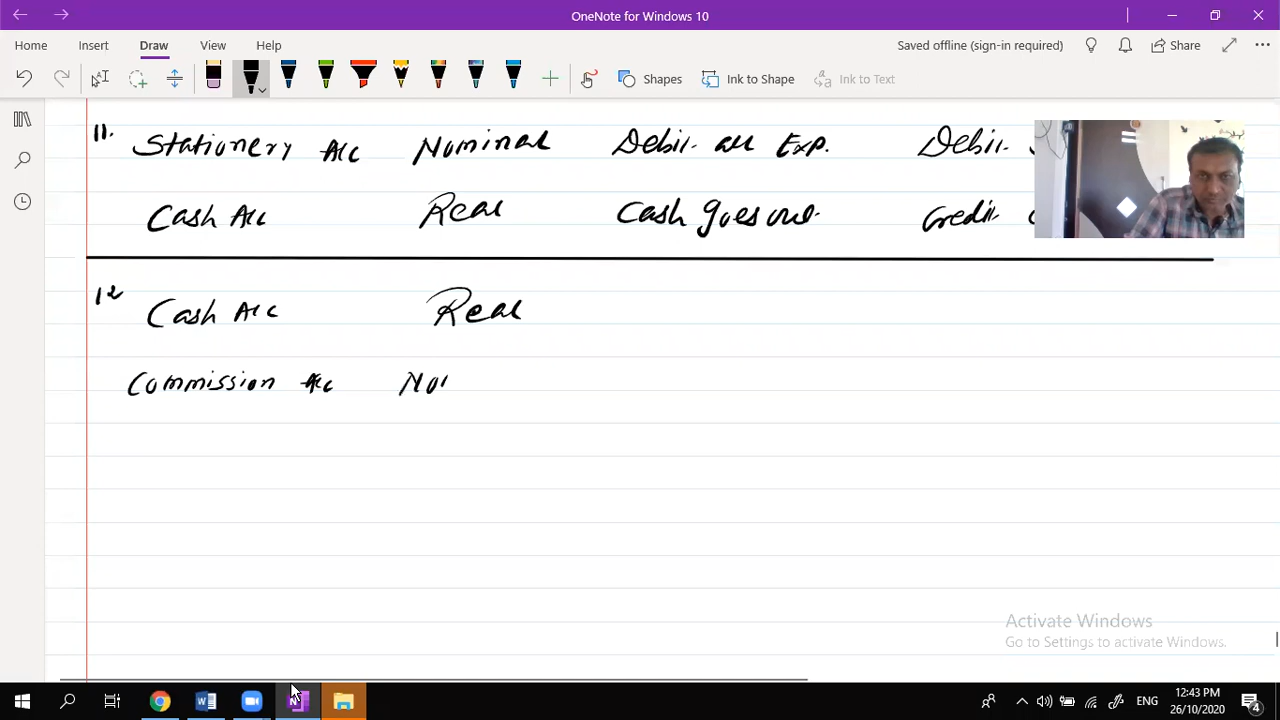 OneNote for Windows 10
Home Insert Draw View Help
Saved offline (sign-in required) Share
Shapes Ink to Shape Ink to Text
11. Stationery A/c Nominal Debit all Exp. Debit
Cash A/c Real Cash goes out Credit
12 Cash A/c Real
Commission A/c No
Activate Windows
Go to Settings to activate Windows.
ENG
12:43 PM
26/10/2020
4